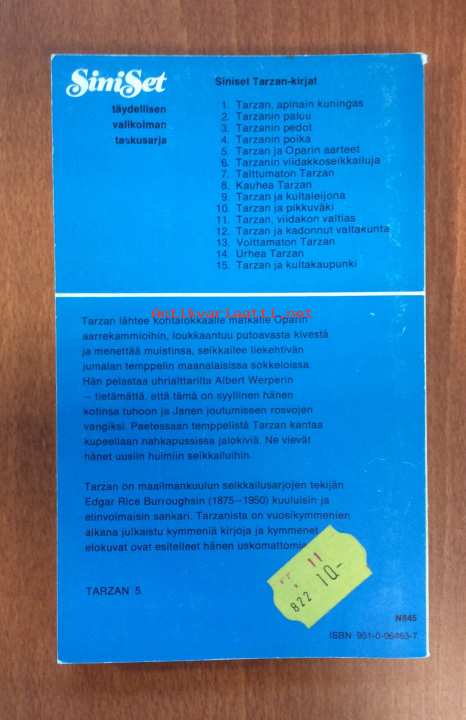 SiniSet
täydellisen
valikoiman
taskusarja
Siniset Tarzan-kirjat
1. Tarzan, apinain kuningas
2. Tarzanin paluu
3. Tarzanin pedot
4. Tarzanin poika
5. Tarzan ja Oparin aarteet
6. Tarzanin viidakkoseikkailuja
7. Talttumaton Tarzan
8. Kauhea Tarzan
9. Tarzan ja kultaleijona
10. Tarzan ja pikkuväki
11. Tarzan, viidakon valtias
12. Tarzan ja kadonnut valtakunta
13. Voittamaton Tarzan
14. Urhea Tarzan
15. Tarzan ja kultakaupunki
Antikvariaatti.net
Tarzan lähtee kohtalokkaalle matkalle Oparin
aarrekammioihin, loukkaantuu putoavasta kivestä
ja menettää muistinsa, seikkailee liekehtivän
jumalan temppelin maanalaisissa sokkeloissa.
Hän pelastaa uhrialttarilta Albert Werperin
– tietämättä, että tämä on syyllinen hänen
kotinsa tuhoon ja Janen joutumiseen rosvojen
vangiksi. Paetessaan temppelistä Tarzan kantaa
kupeellaan nahkapussissa jalokiviä. Ne vievät
hänet uusiin huimiin seikkailuihin.
Tarzan on maailmankuulun seikkailusarjojen tekijän
Edgar Rice Burroughsin (1875–1950) kuuluisin ja
elinvoimaisin sankari. Tarzanista on vuosikymmenien
aikana julkaistu kymmeniä kirjoja ja kymmenet
elokuvat ovat esitelleet hänen
11
822 10-
TARZAN 5.
N845
ISBN 951-0-06463-7